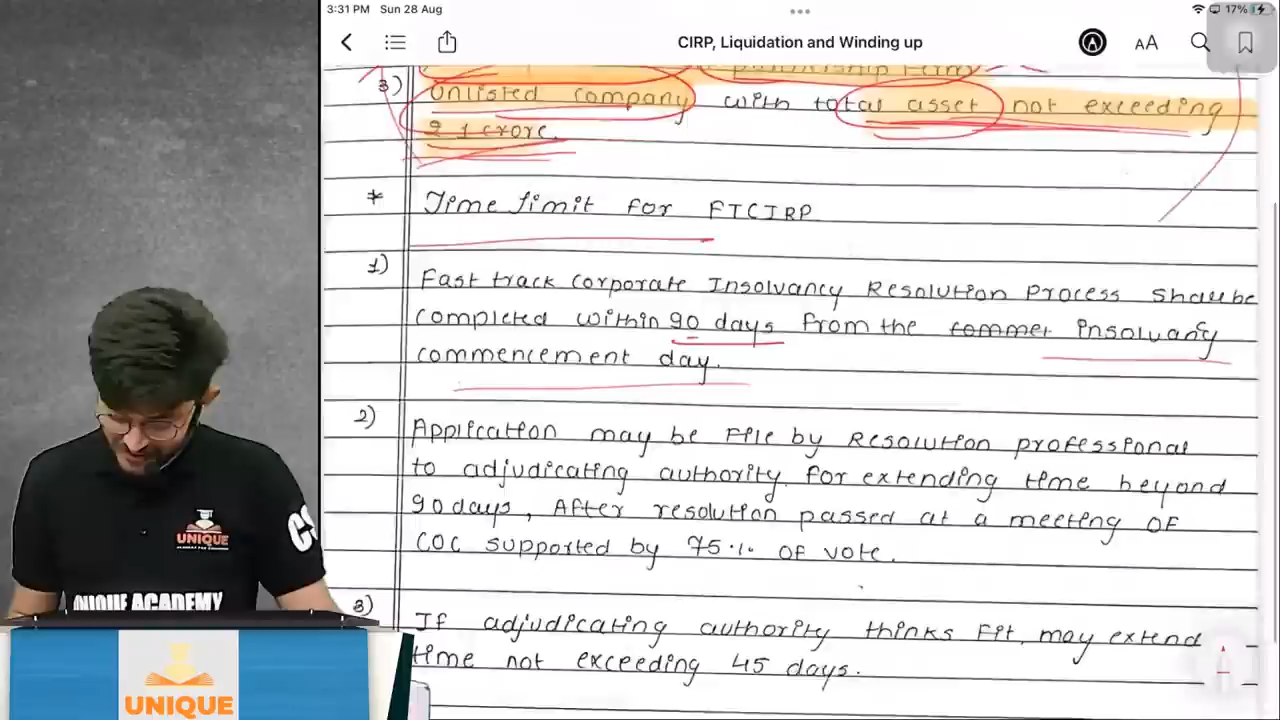 3:31 PM Sun 28 Aug
17%
CIRP, Liquidation and Winding up
AA
3)
Unlisted company with total asset not exceeding
1 crore.
* Time limit for FTCIRP
1) Fast track corporate Insolvancy Resolution Process shall be
completed within 90 days from the commer insolvancy
commencement day.
2) Application may be File by Resolution professional
to adjudicating authority for extending time beyond
90 days, After resolution passed at a meeting OF
COC supported by 75% OF vote.
3) If adjudicating authority thinks Fit, may extend
time not exceeding 45 days.
UNIQUE
UNIQUE ACADEMY
CS
UNIQUE